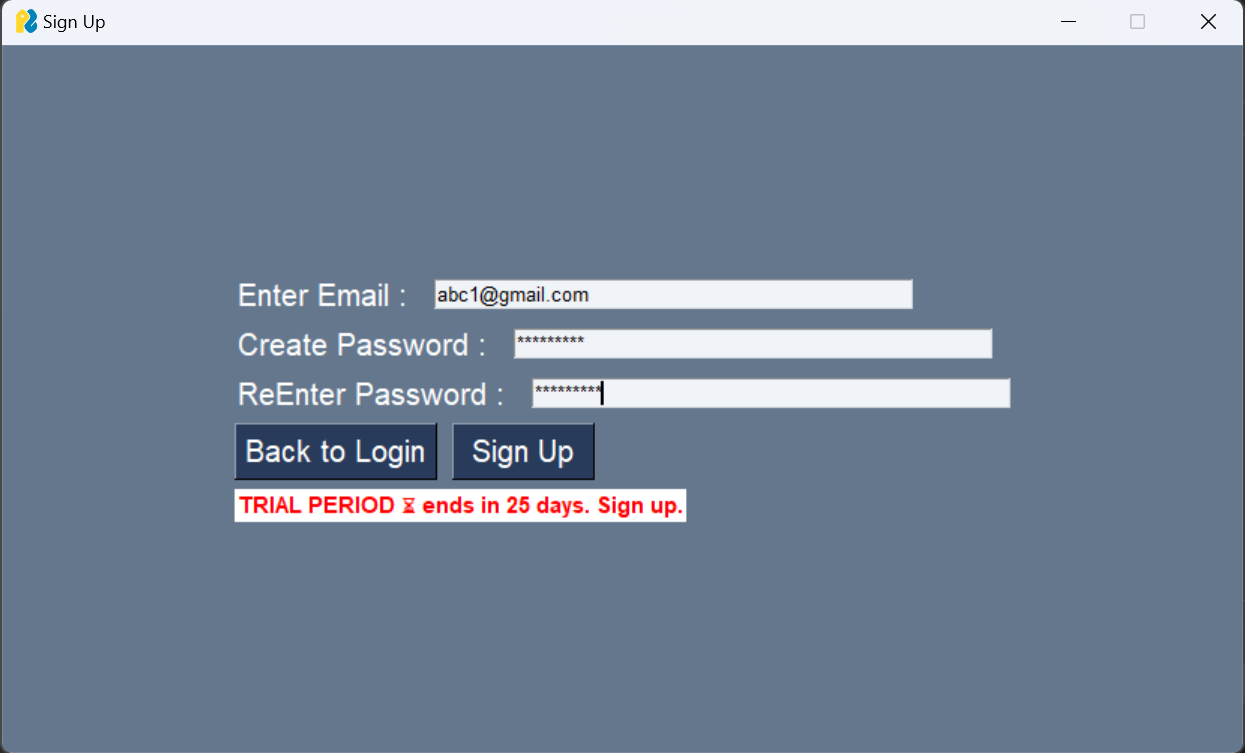 Sign Up
Enter Email : abc1@gmail.com
Create Password : *********
ReEnter Password : *********
Back to Login Sign Up
TRIAL PERIOD ⏳ ends in 25 days. Sign up.